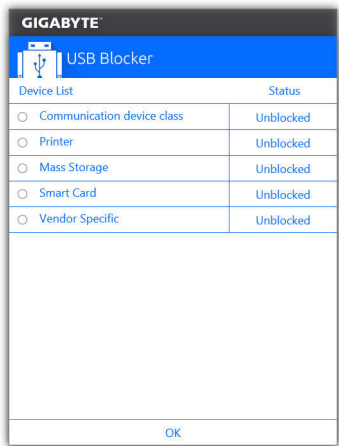 GIGABYTE™
USB Blocker
Device List Status
Communication device class Unblocked
Printer Unblocked
Mass Storage Unblocked
Smart Card Unblocked
Vendor Specific Unblocked
OK